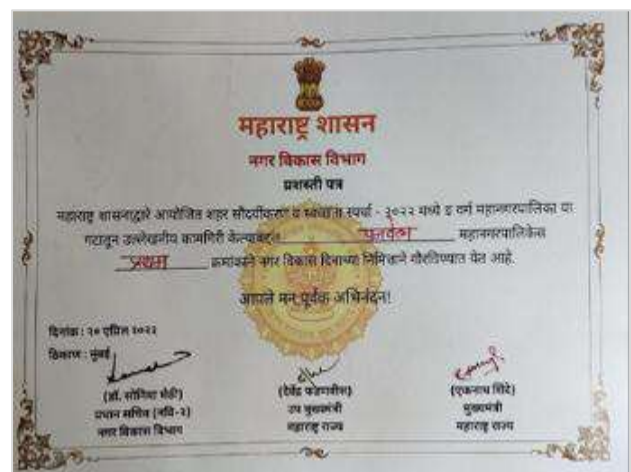 महाराष्ट्र शासन
नगर विकास विभाग
प्रशस्ती पत्र
महाराष्ट्र शासनाद्वारे आयोजित शहर सौंदर्यीकरण व स्वच्छता स्पर्धा - २०२२ मध्ये ड वर्ग महानगरपालिका या
गटातून उल्लेखनीय कामगिरी केल्याबद्दल पनवेल महानगरपालिकेस
प्रथम क्रमांकाने नगर विकास दिनाच्या निमित्ताने गौरविण्यात येत आहे.
आपले मन:पूर्वक अभिनंदन!
दिनांक : २० एप्रिल
ठिकाण : मुंबई
(डॉ. सोनिया सेठी) (देवेंद्र फडणवीस) (एकनाथ शिंदे)
प्रधान सचिव (नवि-२) उप मुख्यमंत्री मुख्यमंत्री
नगर विकास विभाग महाराष्ट्र राज्य महाराष्ट्र राज्य